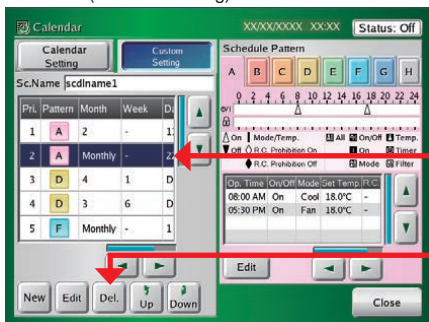 Calendar
XX/XX/XXXX XX:XX
Status: Off
Calendar Setting
Custom Setting
Sc.Name scdlname1
Pri. Pattern Month Week
1 A 2 -
2 A Monthly -
3 D 4 1 D
4 D 3 6 D
5 F Monthly - 1
New
Edit
Del.
Up
Down
Schedule Pattern
A B C D E F G H
0 2 4 6 8 10 12 14 16 18 20 22 24
On Mode/Temp. All On/Off Temp.
Off R.C. Prohibition On On Timer
R.C. Prohibition Off Mode Filter
Op. Time On/Off Mode Set Temp. R.C.
08:00 AM On Cool 18.0°C -
05:30 PM On Fan 18.0°C -
Edit
Close